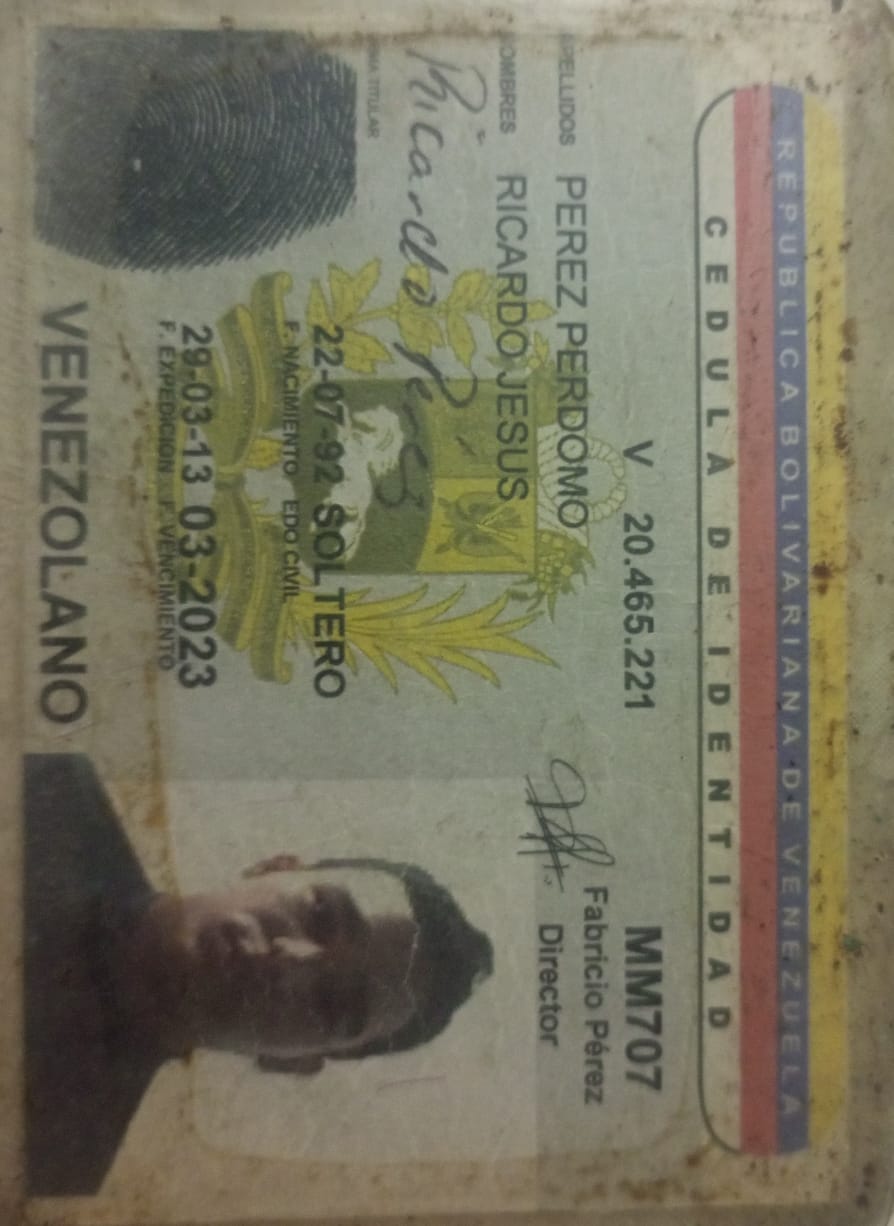 REPUBLICA BOLIVARIANA DE VENEZUELA
CEDULA DE IDENTIDAD
V 20.465.221 MM707
APELLIDOS PEREZ PERDOMO
Fabricio Pérez
Director
NOMBRES RICARDO JESUS
Ricardo Perez
FIRMA TITULAR
22-07-92 SOLTERO
F. NACIMIENTO EDO CIVIL
29-03-13 03-2023
F. EXPEDICION F. VENCIMIENTO
VENEZOLANO